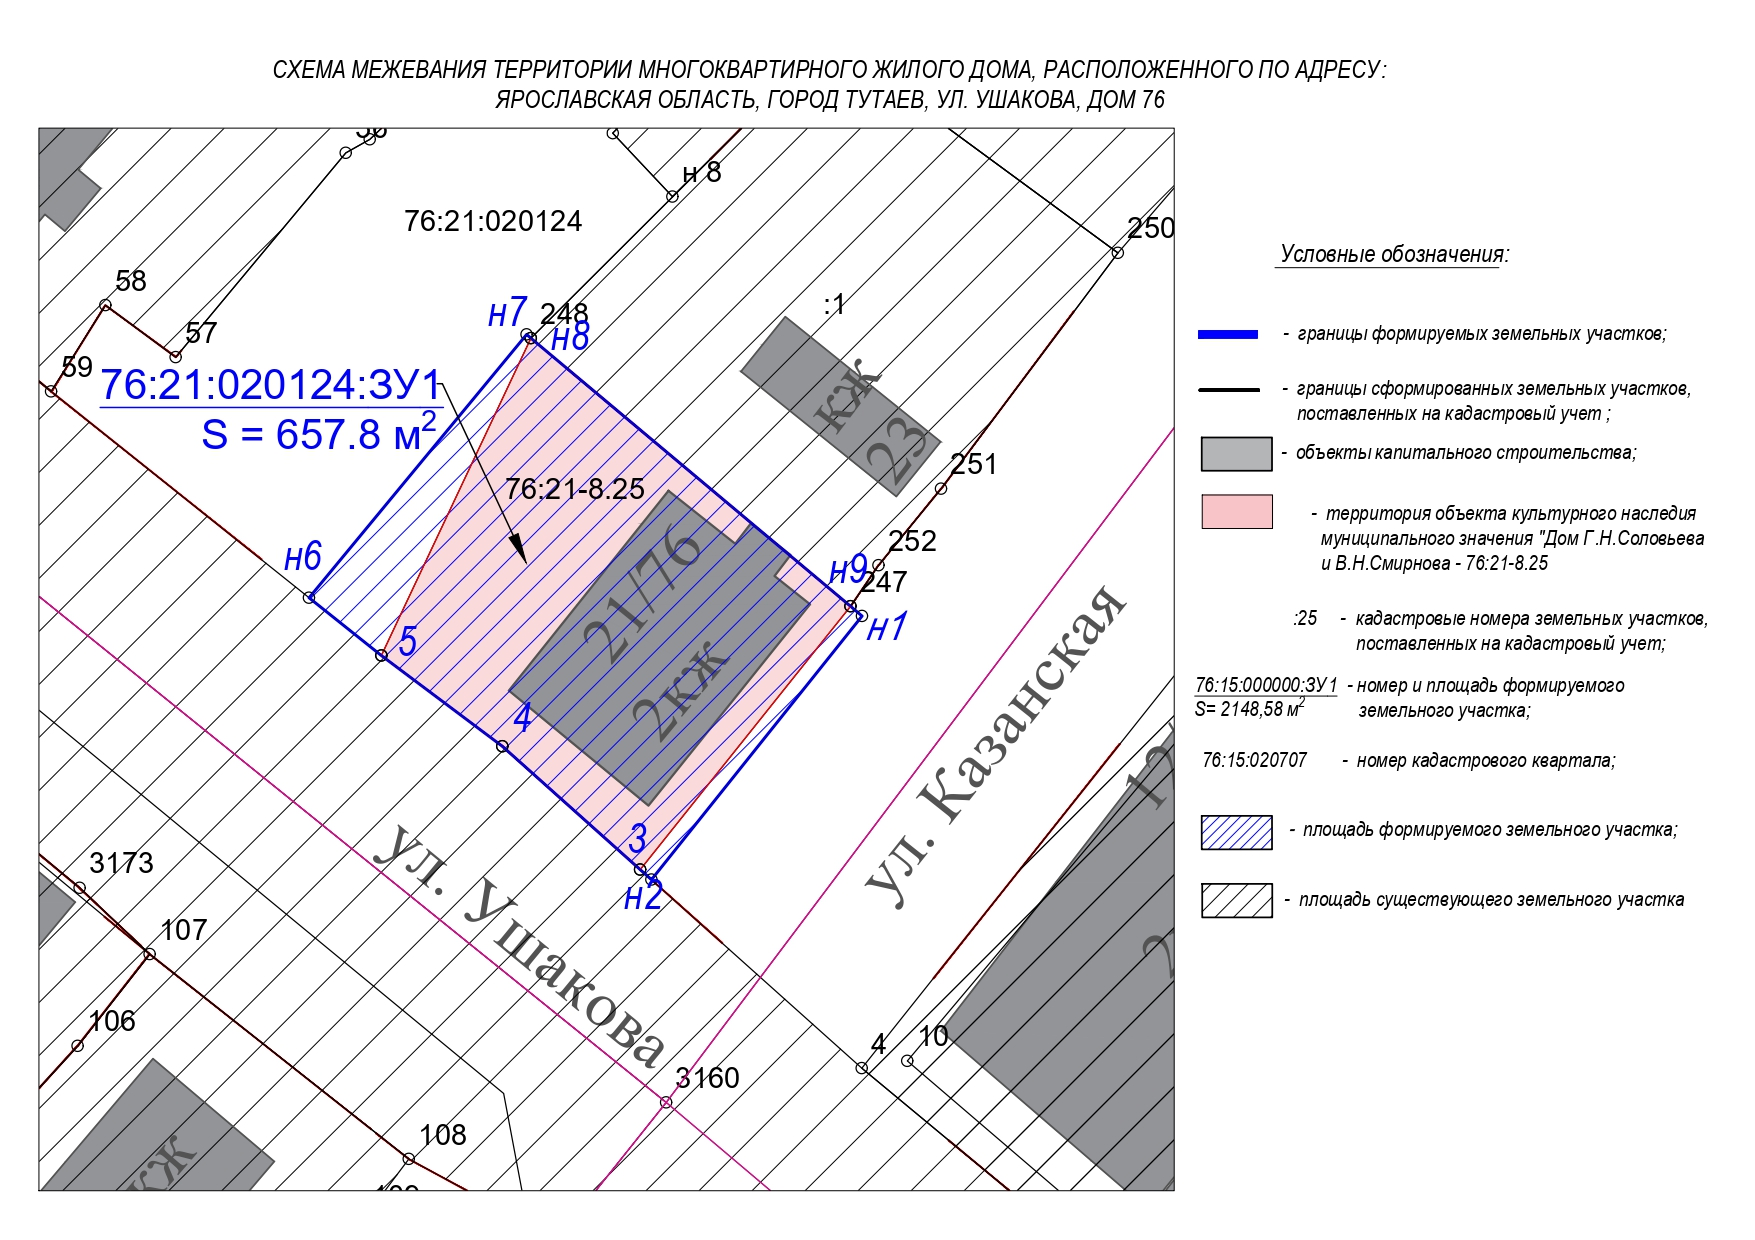 СХЕМА МЕЖЕВАНИЯ ТЕРРИТОРИИ МНОГОКВАРТИРНОГО ЖИЛОГО ДОМА, РАСПОЛОЖЕННОГО ПО АДРЕСУ:
ЯРОСЛАВСКАЯ ОБЛАСТЬ, ГОРОД ТУТАЕВ, УЛ. УШАКОВА, ДОМ 76
н 8
76:21:020124
250
58
57
59
н7
248
н8
:1
кж
23
76:21:020124:ЗУ1
S = 657.8 м2
76:21-8.25
251
252
н6
н9
247
н1
5
21/76
2кж
4
3
н2
ул. Казанская
ул. Ушакова
3173
107
106
4
10
3160
108
кж
12
2
Условные обозначения:
- границы формируемых земельных участков;
- границы сформированных земельных участков,
поставленных на кадастровый учет ;
- объекты капитального строительства;
- территория объекта культурного наследия
муниципального значения "Дом Г.Н.Соловьева
и В.Н.Смирнова - 76:21-8.25
:25 - кадастровые номера земельных участков,
поставленных на кадастровый учет;
76:15:000000:ЗУ1 - номер и площадь формируемого
S= 2148,58 м2 земельного участка;
76:15:020707 - номер кадастрового квартала;
- площадь формируемого земельного участка;
- площадь существующего земельного участка